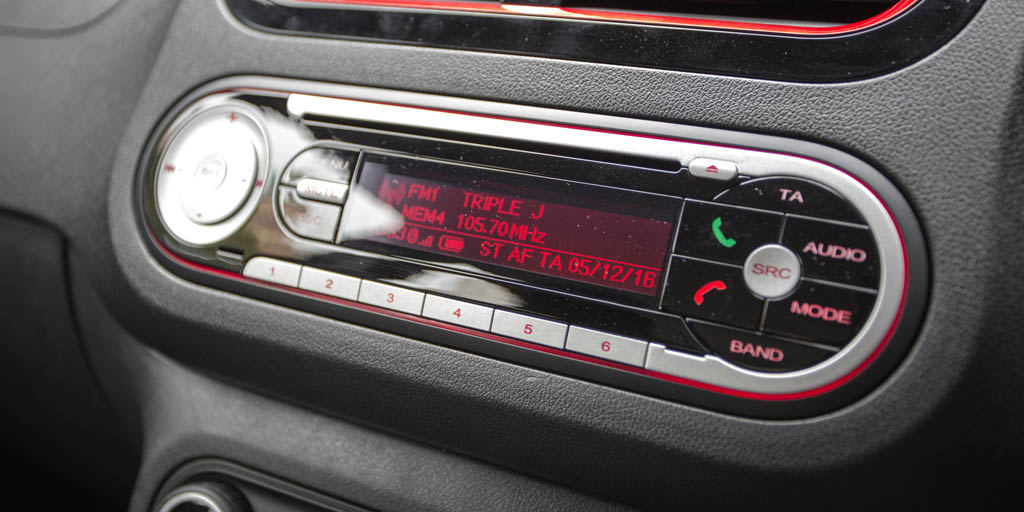 MENU
MUTE
ESC
FM1 TRIPLE J
MEM4 105.70MHz
ST AF TA 05/12/16
TA
AUDIO
SRC
MODE
BAND
1
2
3
4
5
6